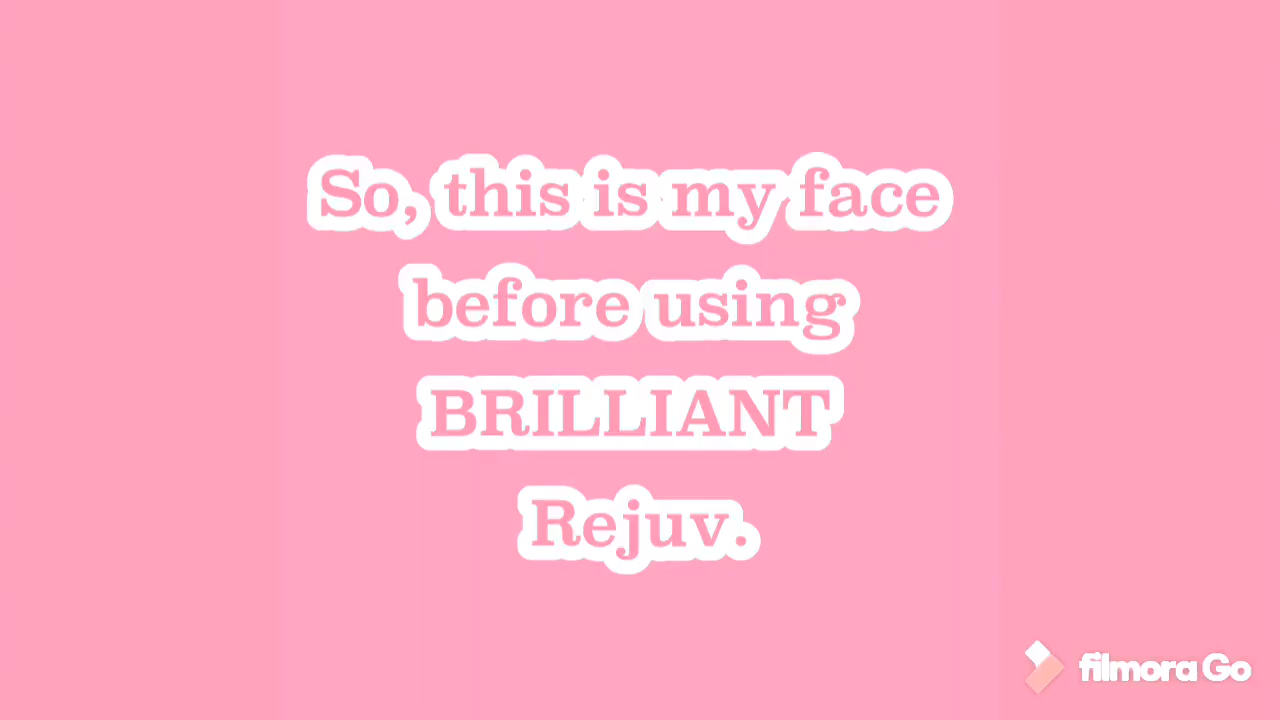 So, this is my face
before using
BRILLIANT
Rejuv.
filmora Go